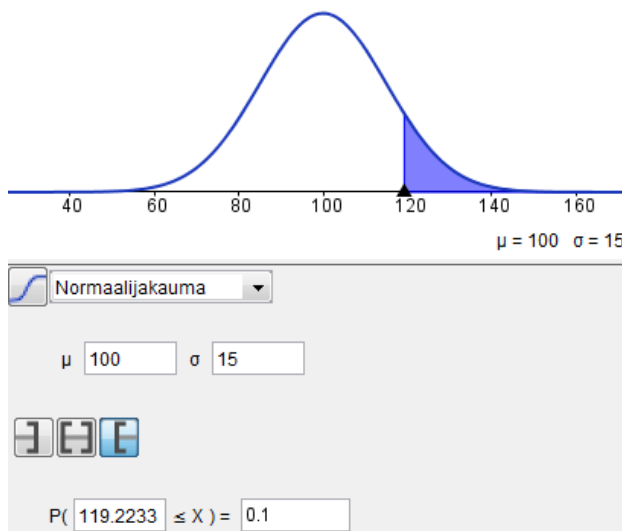 40 60 80 100 120 140 160
μ = 100 σ = 15
Normaalijakauma
μ 100 σ 15
P( 119.2233 ≤ X ) = 0.1